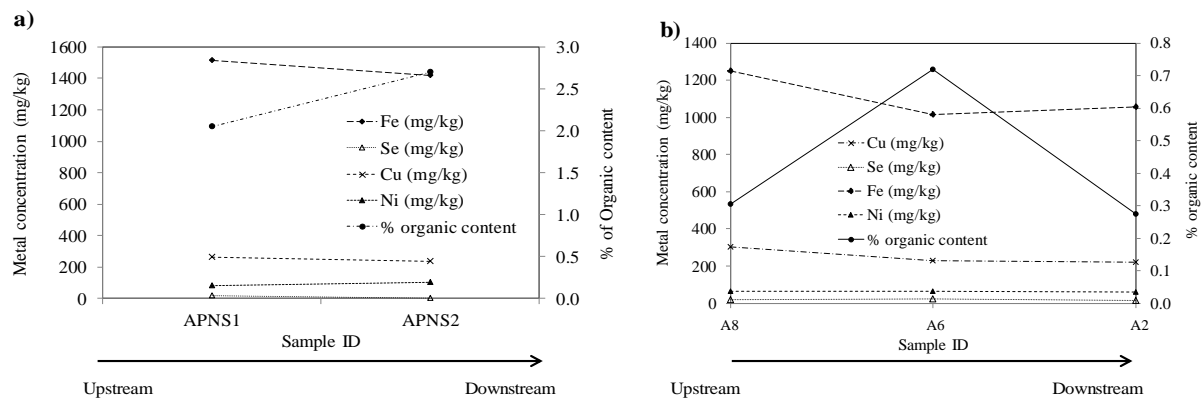 a)
1600
1400
1200
1000
800
600
400
200
0
Metal concentration (mg/kg)
3.0
2.5
2.0
1.5
1.0
0.5
0.0
% of Organic content
Fe (mg/kg)
Se (mg/kg)
Cu (mg/kg)
Ni (mg/kg)
% organic content
APNS1 APNS2
Sample ID
Upstream Downstream
b)
1400
1200
1000
800
600
400
200
0
Metal concentration (mg/kg)
0.8
0.7
0.6
0.5
0.4
0.3
0.2
0.1
0.0
% organic content
Cu (mg/kg)
Se (mg/kg)
Fe (mg/kg)
Ni (mg/kg)
% organic content
A8 A6 A2
Sample ID
Upstream Downstream